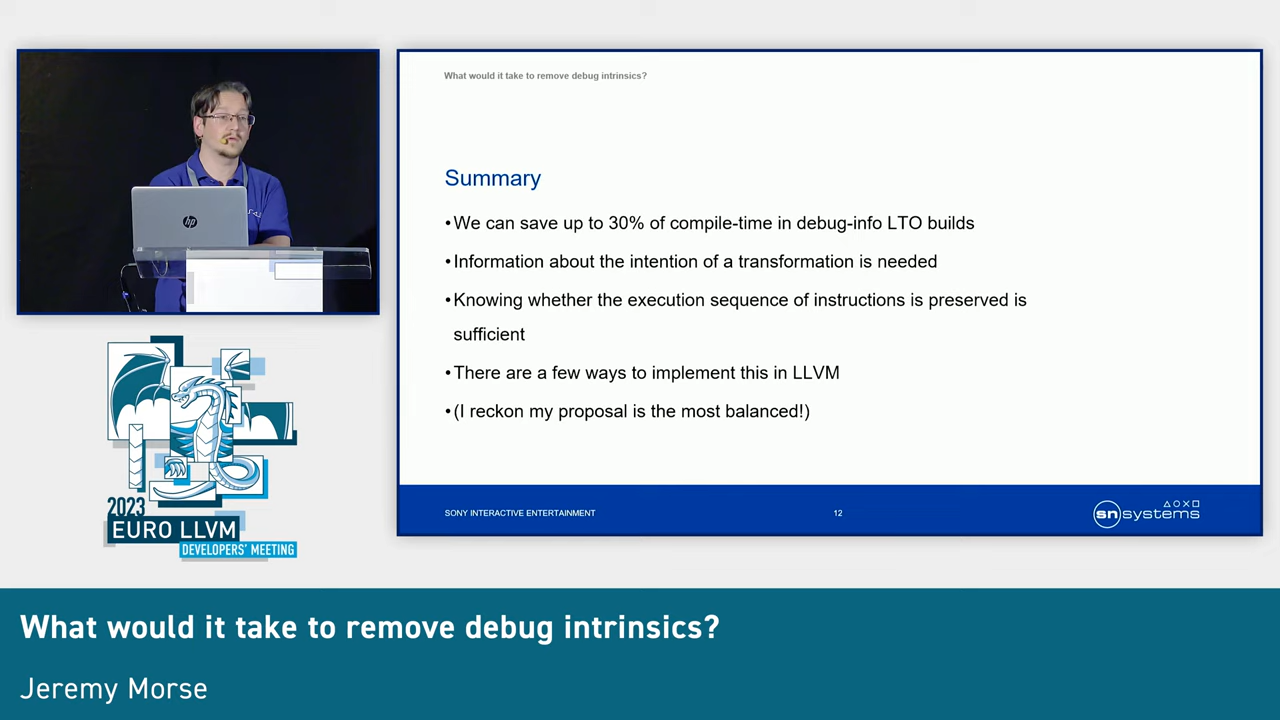 What would it take to remove debug intrinsics?
Summary
•We can save up to 30% of compile-time in debug-info LTO builds
•Information about the intention of a transformation is needed
•Knowing whether the execution sequence of instructions is preserved is
sufficient
•There are a few ways to implement this in LLVM
•(I reckon my proposal is the most balanced!)
SONY INTERACTIVE ENTERTAINMENT
12
sn systems
hp
2023
EURO LLVM
DEVELOPERS' MEETING
What would it take to remove debug intrinsics?
Jeremy Morse